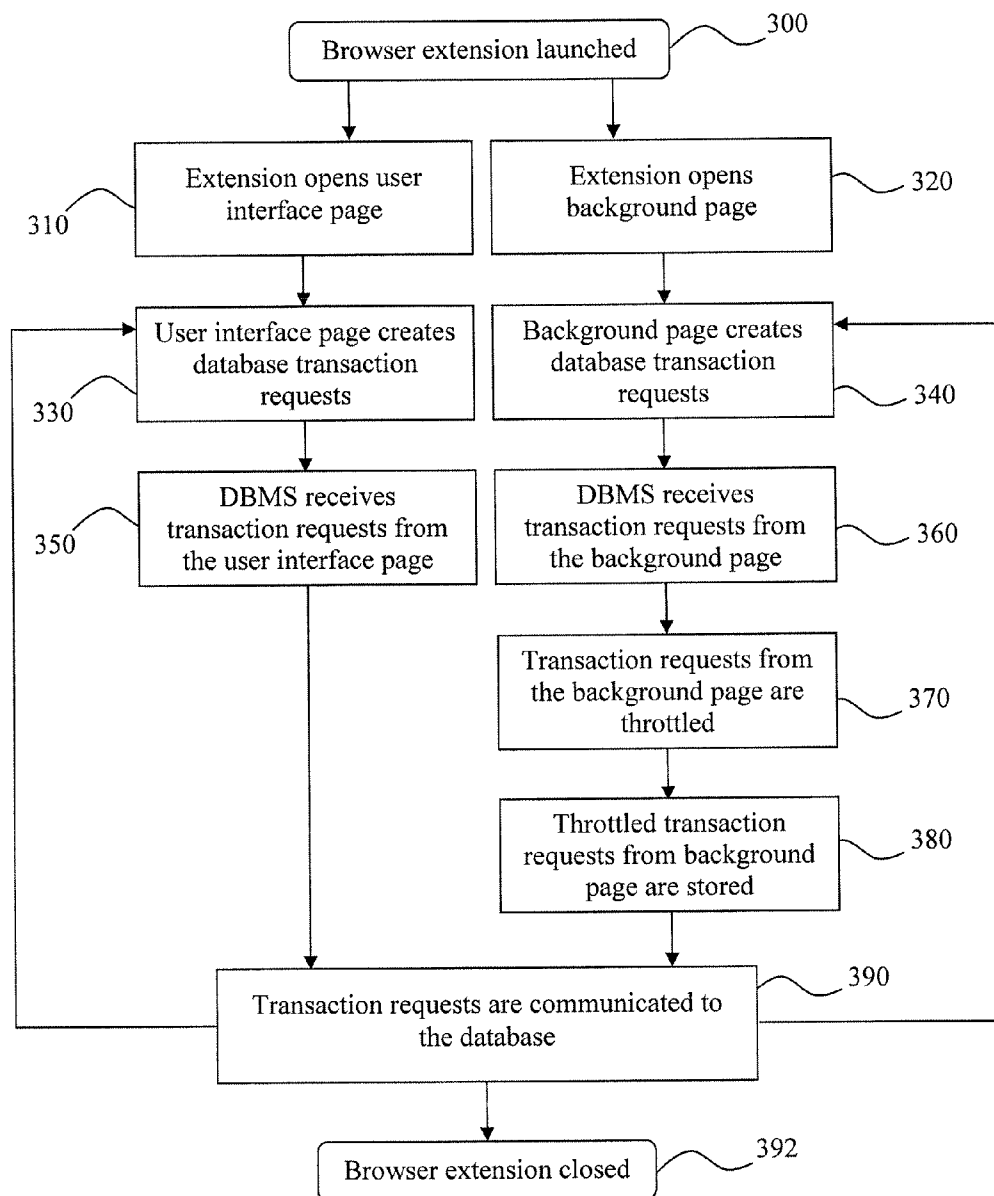 Browser extension launched
300
Extension opens user
interface page
310
Extension opens
background page
320
User interface page creates
database transaction
requests
330
Background page creates
database transaction
requests
340
DBMS receives
transaction requests from
the user interface page
350
DBMS receives
transaction requests from
the background page
360
Transaction requests from
the background page are
throttled
370
Throttled transaction
requests from background
page are stored
380
Transaction requests are communicated to
the database
390
Browser extension closed
392